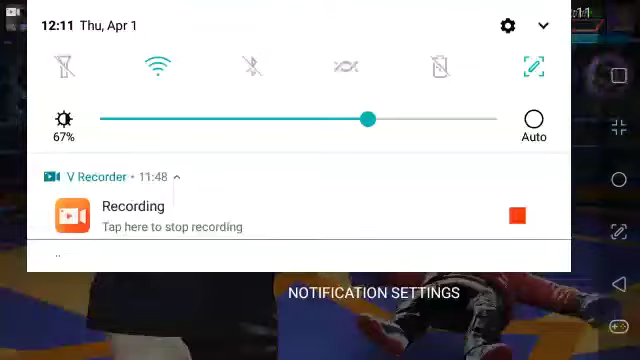 12:11 Thu, Apr 1
67%
Auto
V Recorder • 11:48
Recording
Tap here to stop recording
..
NOTIFICATION SETTINGS